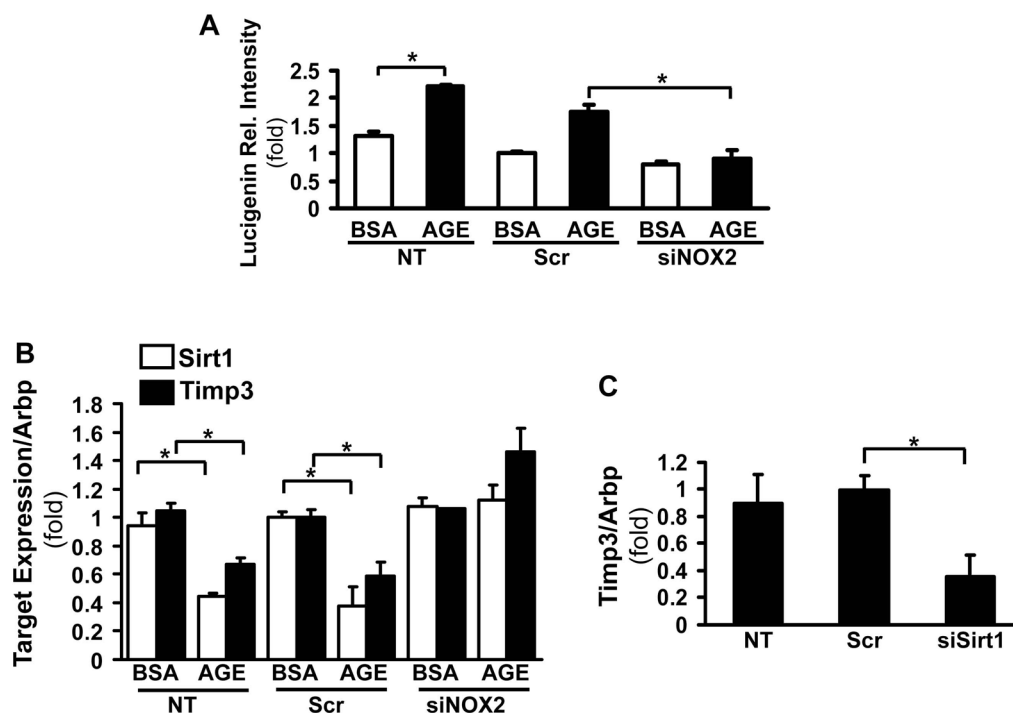 A
Lucigenin Rel. Intensity
(fold)
2.5
2
1.5
1
0.5
0
*
*
BSA AGE BSA AGE BSA AGE
NT Scr siNOX2
B
Sirt1
Timp3
Target Expression/Arbp
(fold)
1.8
1.6
1.4
1.2
1
0.8
0.6
0.4
0.2
0
*
*
*
*
BSA AGE BSA AGE BSA AGE
NT Scr siNOX2
C
Timp3/Arbp
(fold)
1.2
1
0.8
0.6
0.4
0.2
0
*
NT Scr siSirt1